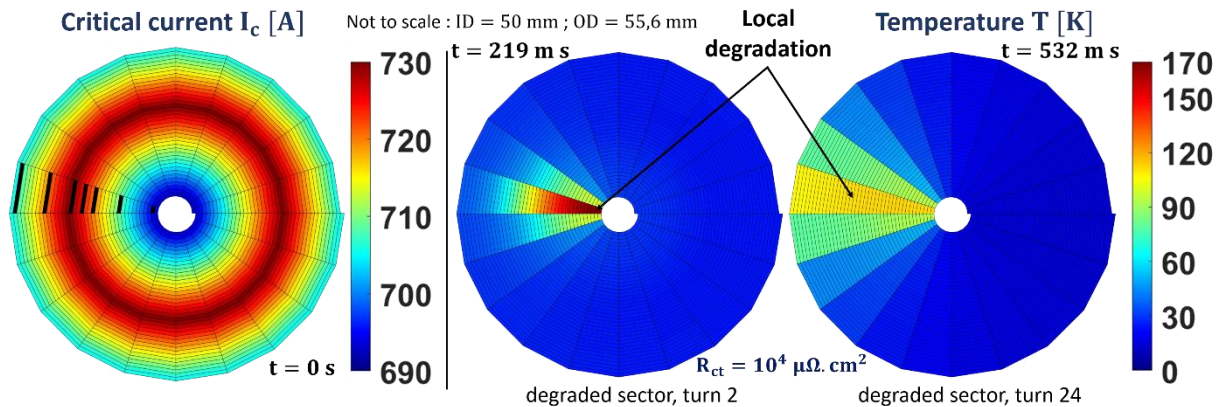 Critical current I_c [A]
Not to scale : ID = 50 mm ; OD = 55,6 mm
Local
degradation
Temperature T [K]
t = 219 m s
t = 532 m s
730
720
710
700
690
t = 0 s
170
150
120
90
60
30
0
R_ct = 10^4 μΩ.cm^2
degraded sector, turn 2
degraded sector, turn 24